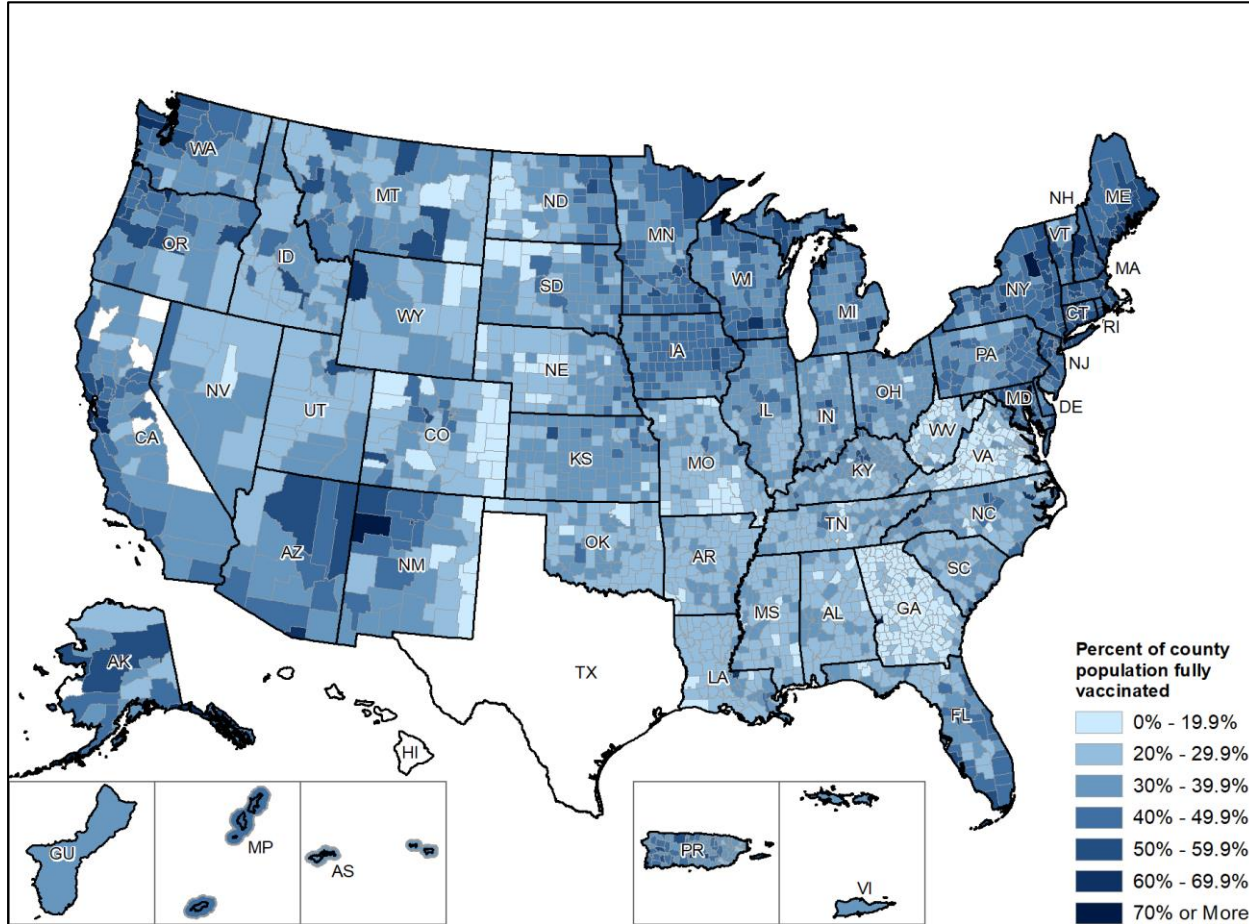 WA
MT
ND
MN
OR
ID
SD
WI
WY
MI
NH
VT
ME
MA
NY
CT
RI
NV
UT
NE
IA
PA
NJ
CA
CO
IL
IN
OH
MD
DE
WV
VA
KS
MO
KY
AZ
NM
OK
AR
TN
NC
SC
MS
AL
GA
TX
LA
FL
AK
HI
GU
MP
AS
PR
VI
Percent of county
population fully
vaccinated
0% - 19.9%
20% - 29.9%
30% - 39.9%
40% - 49.9%
50% - 59.9%
60% - 69.9%
70% or More